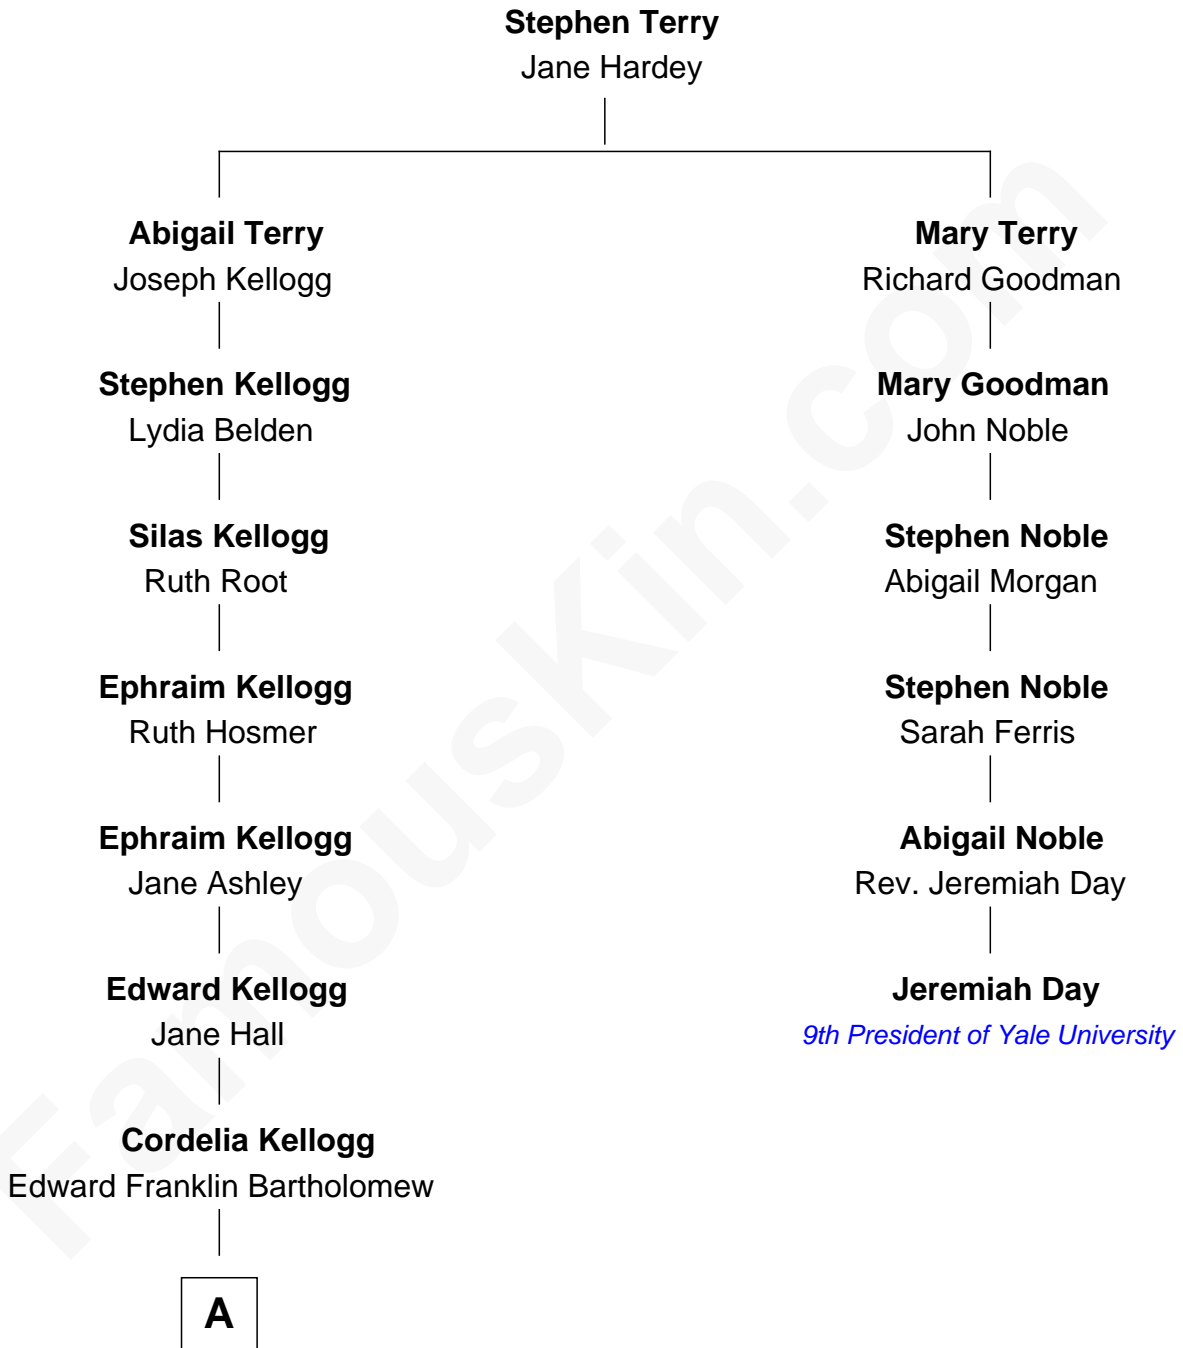 Stephen Terry
Jane Hardey
Abigail Terry
Joseph Kellogg
Mary Terry
Richard Goodman
Stephen Kellogg
Lydia Belden
Mary Goodman
John Noble
Silas Kellogg
Ruth Root
Stephen Noble
Abigail Morgan
Ephraim Kellogg
Ruth Hosmer
Stephen Noble
Sarah Ferris
Ephraim Kellogg
Jane Ashley
Abigail Noble
Rev. Jeremiah Day
Edward Kellogg
Jane Hall
Jeremiah Day
9th President of Yale University
Cordelia Kellogg
Edward Franklin Bartholomew
A
FamousKin.com